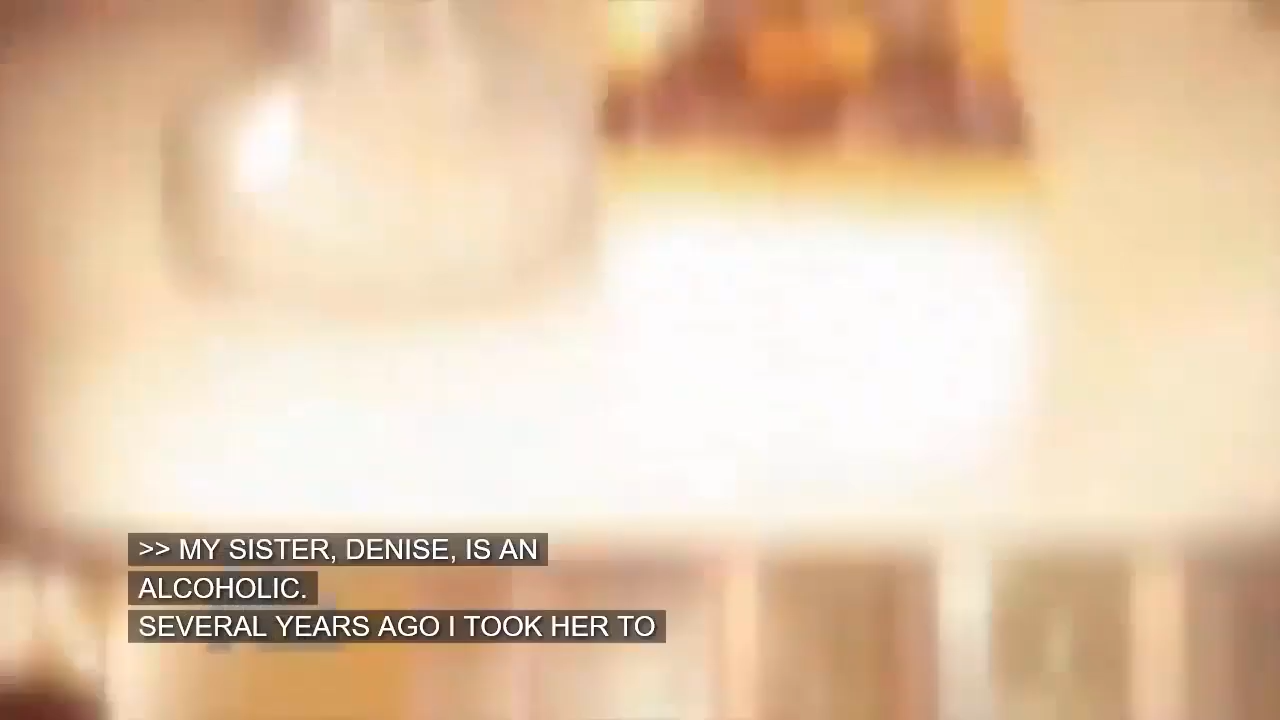 >> MY SISTER, DENISE, IS AN
ALCOHOLIC.
SEVERAL YEARS AGO I TOOK HER TO